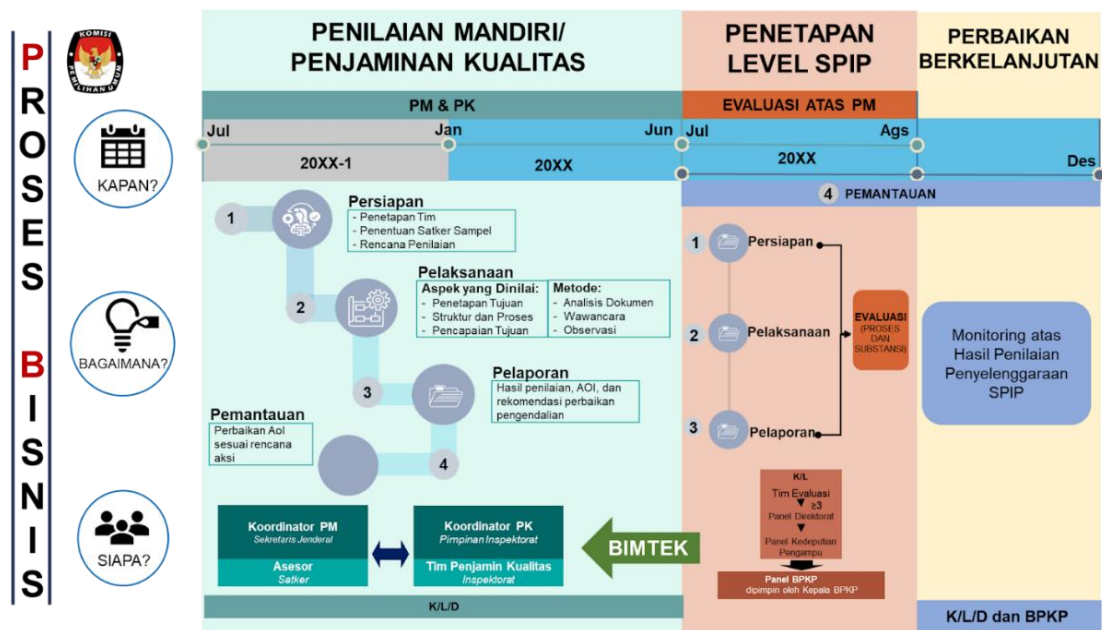 PROSES BISNIS
KOMISI
PEMILIHAN UMUM
KAPAN?
BAGAIMANA?
SIAPA?
PENILAIAN MANDIRI/
PENJAMINAN KUALITAS
PENETAPAN
LEVEL SPIP
PERBAIKAN
BERKELANJUTAN
PM & PK
EVALUASI ATAS PM
Jul
Jan
Jun
Jul
Ags
20XX-1
20XX
20XX
Des
4 PEMANTAUAN
1
Persiapan
- Penetapan Tim
- Penentuan Satker Sampel
- Rencana Penilaian
2
Pelaksanaan
Aspek yang Dinilai:
- Penetapan Tujuan
- Struktur dan Proses
- Pencapaian Tujuan
Metode:
- Analisis Dokumen
- Wawancara
- Observasi
3
Pelaporan
Hasil penilaian, AOI, dan
rekomendasi perbaikan
pengendalian
4
Pemantauan
Perbaikan AoI
sesuai rencana
aksi
Koordinator PM
Sekretaris Jenderal
Asesor
Satker
Koordinator PK
Pimpinan Inspektorat
Tim Penjamin Kualitas
Inspektorat
BIMTEK
K/L/D
1 Persiapan
2 Pelaksanaan
3 Pelaporan
EVALUASI
(PROSES
DAN
SUBSTANSI)
K/L
Tim Evaluasi
≥3
Panel Direktorat
Panel Kedeputian
Pengampu
Panel BPKP
dipimpin oleh Kepala BPKP
Monitoring atas
Hasil Penilaian
Penyelenggaraan
SPIP
K/L/D dan BPKP